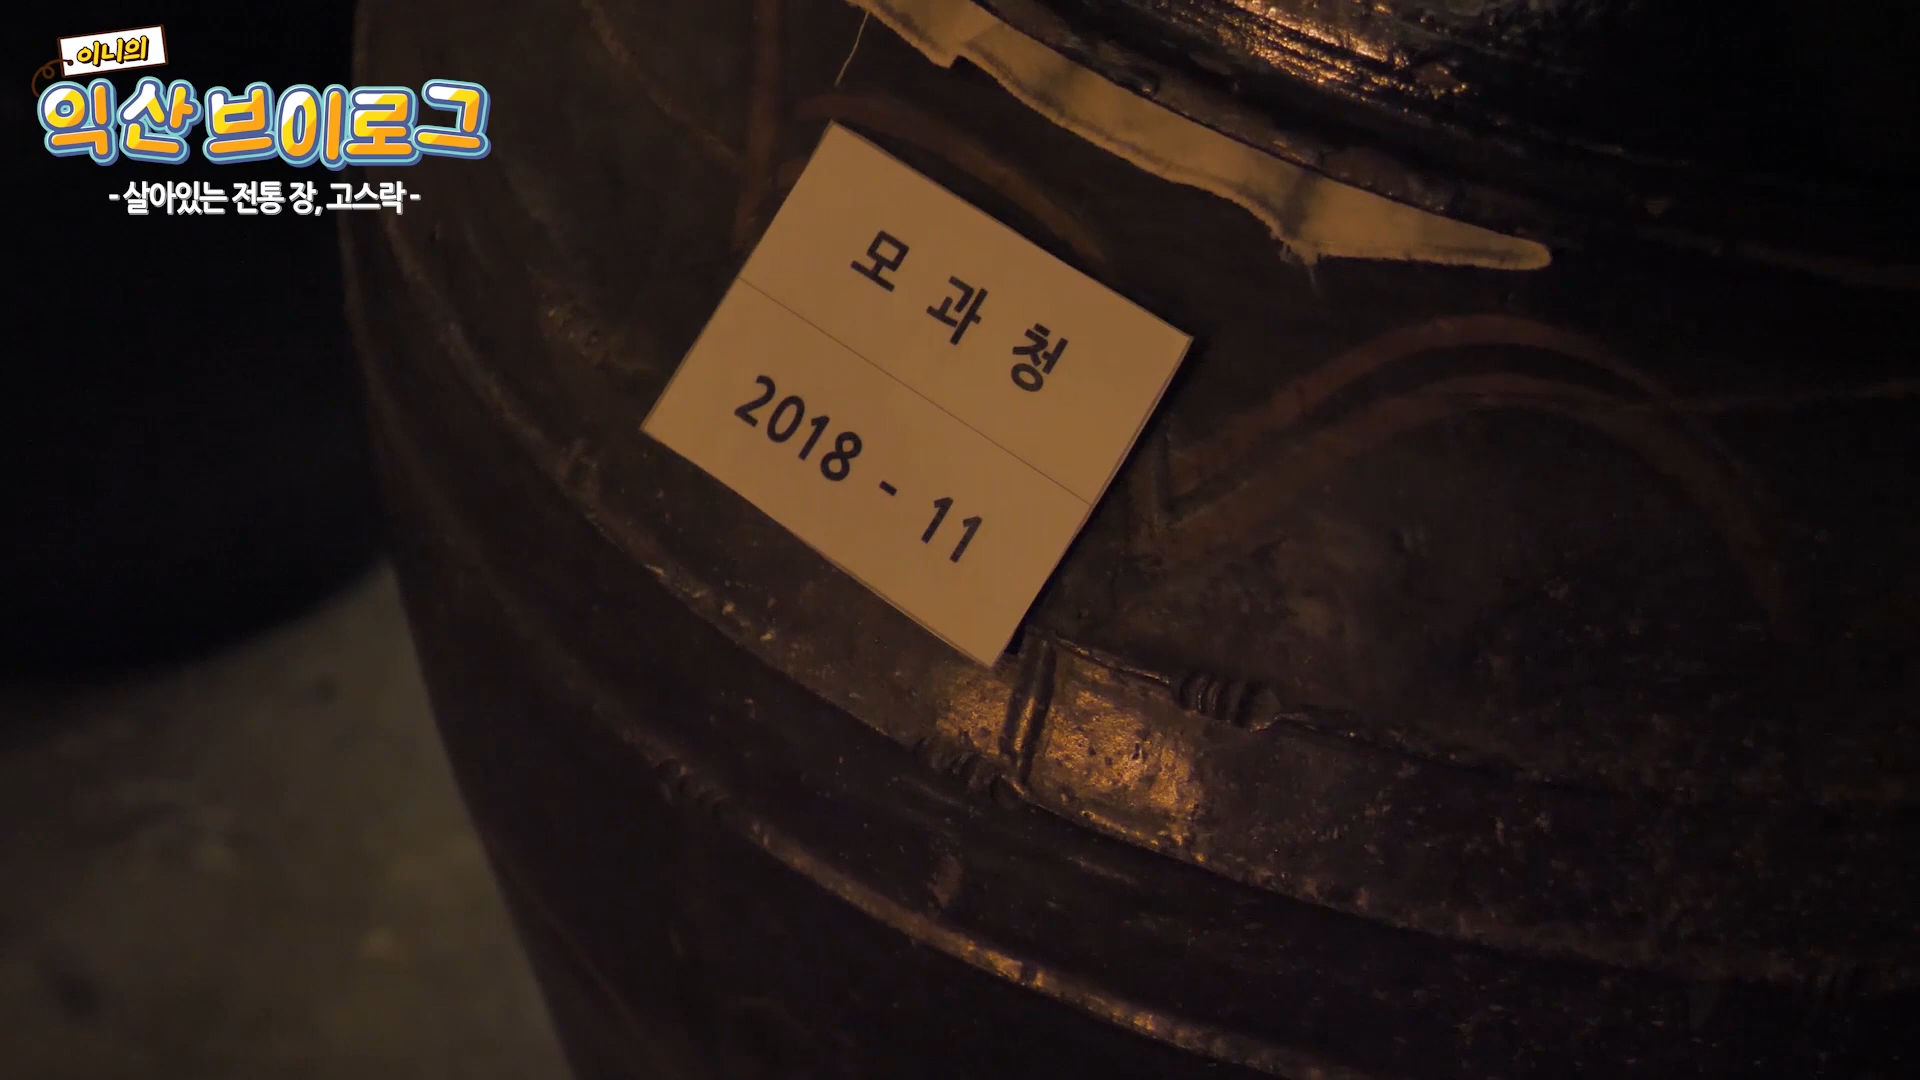 이니의
익산 브이로그
- 살아있는 전통 장, 고스락 -
모 과 청
2018 - 11